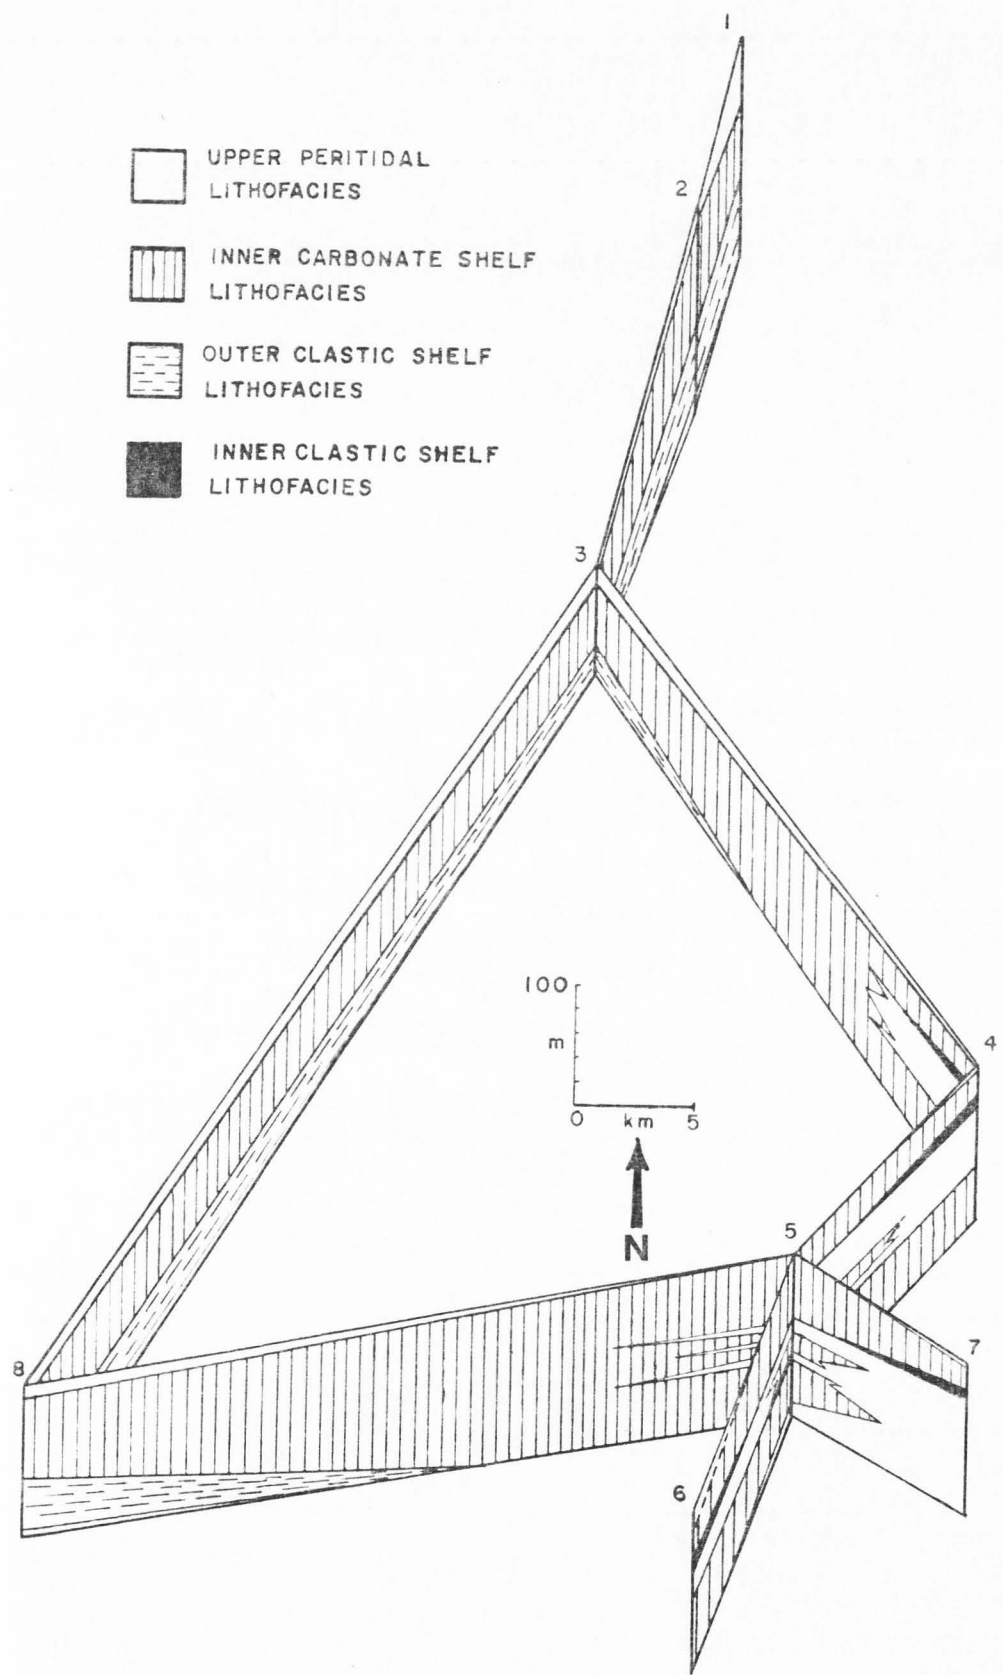 1
UPPER PERITIDAL
LITHOFACIES
2
INNER CARBONATE SHELF
LITHOFACIES
OUTER CLASTIC SHELF
LITHOFACIES
INNER CLASTIC SHELF
LITHOFACIES
3
100
m
4
0 km 5
N
5
7
8
6